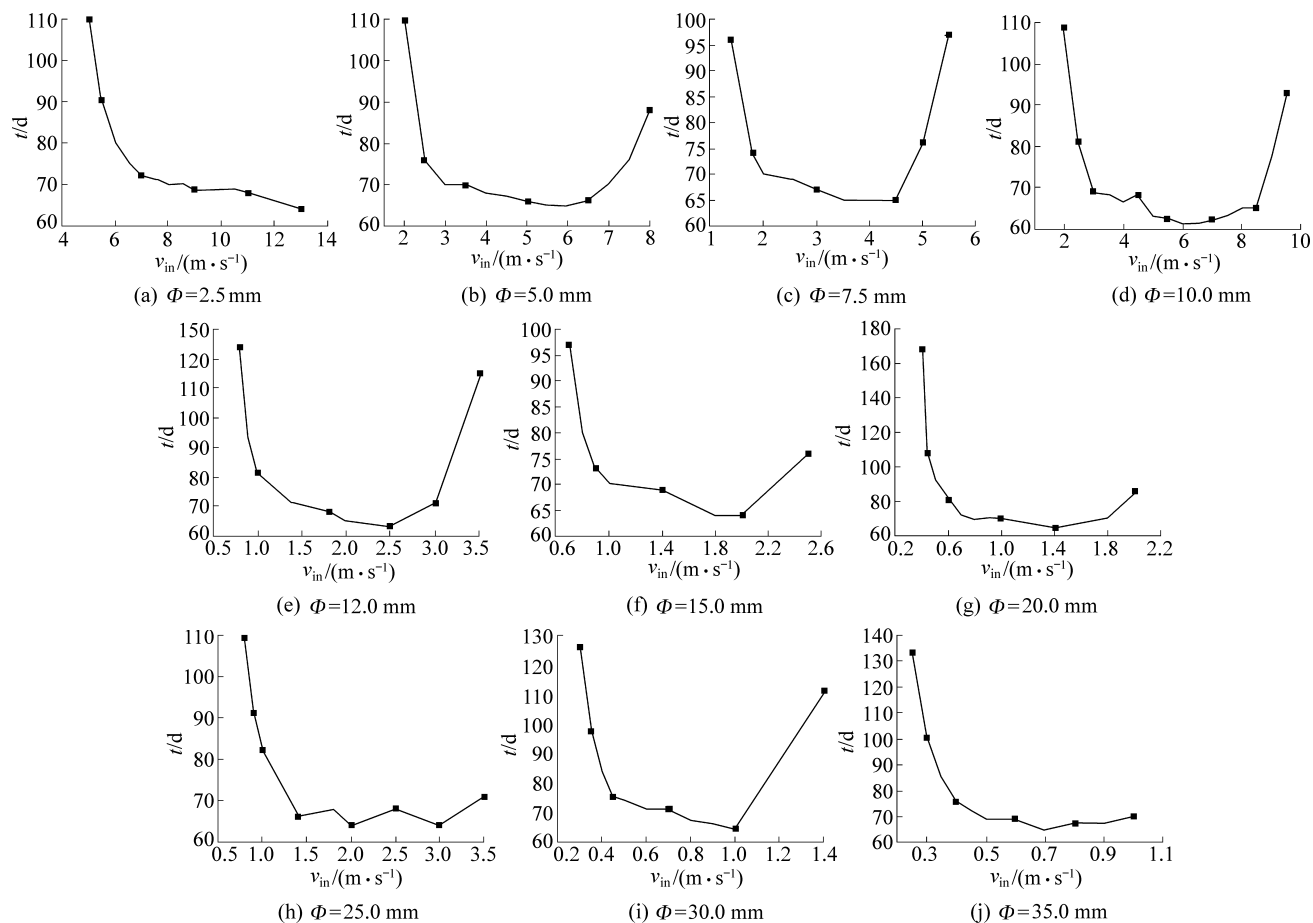 110
100
90
80
70
60
t/d
4 6 8 10 12 14
v_in/(m·s⁻¹)
(a) Φ=2.5 mm
110
100
90
80
70
60
t/d
2 3 4 5 6 7 8
v_in/(m·s⁻¹)
(b) Φ=5.0 mm
100
95
90
85
80
75
70
65
60
t/d
1 2 3 4 5 6
v_in/(m·s⁻¹)
(c) Φ=7.5 mm
110
100
90
80
70
60
t/d
2 4 6 8 10
v_in/(m·s⁻¹)
(d) Φ=10.0 mm
150
120
110
100
90
80
70
60
t/d
0.5 1.0 1.5 2.0 2.5 3.0 3.5
v_in/(m·s⁻¹)
(e) Φ=12.0 mm
100
95
90
85
80
75
70
65
60
t/d
0.6 1.0 1.4 1.8 2.2 2.6
v_in/(m·s⁻¹)
(f) Φ=15.0 mm
180
160
140
120
100
80
60
t/d
0.2 0.6 1.0 1.4 1.8 2.2
v_in/(m·s⁻¹)
(g) Φ=20.0 mm
110
100
90
80
70
60
t/d
0.5 1.0 1.5 2.0 2.5 3.0 3.5
v_in/(m·s⁻¹)
(h) Φ=25.0 mm
130
120
110
100
90
80
70
60
t/d
0.2 0.4 0.6 0.8 1.0 1.2 1.4
v_in/(m·s⁻¹)
(i) Φ=30.0 mm
140
130
120
110
100
90
80
70
60
t/d
0.3 0.5 0.7 0.9 1.1
v_in/(m·s⁻¹)
(j) Φ=35.0 mm